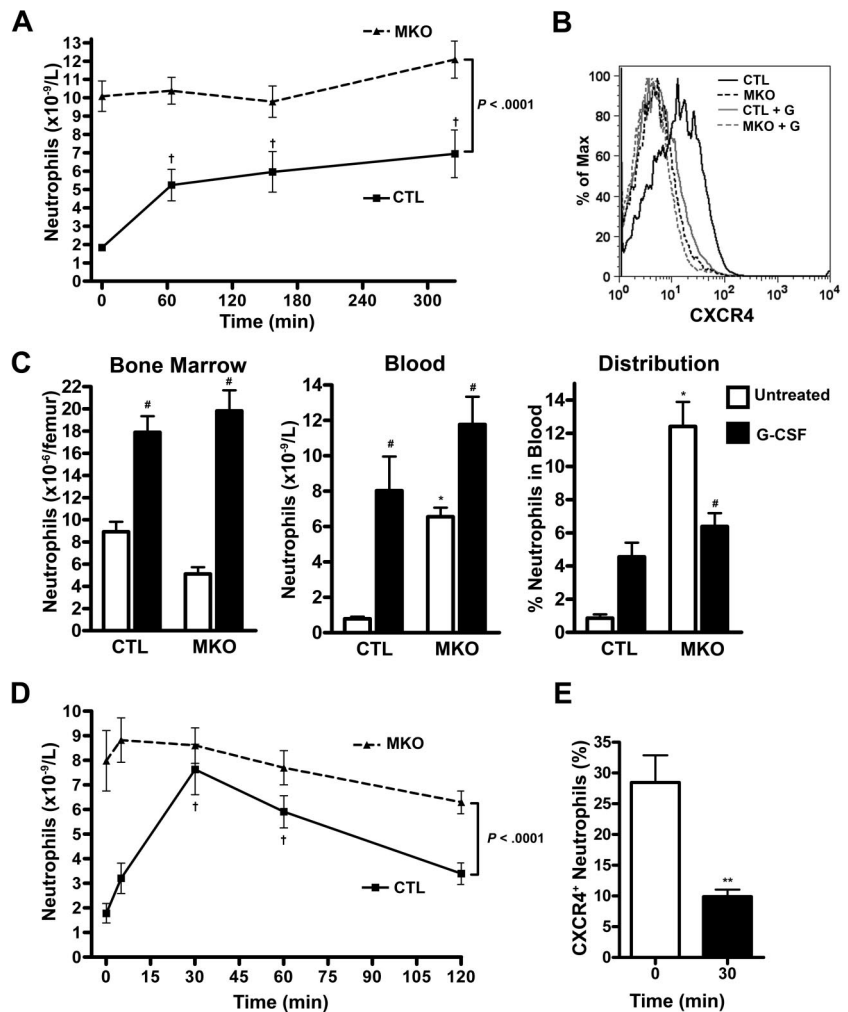 A
MKO
Neutrophils (x10⁻⁹/L)
13
12
11
10
9
8
7
6
5
4
3
2
1
0
†
†
†
P < .0001
CTL
0 60 120 180 240 300
Time (min)
B
% of Max
100
80
60
40
20
0
CTL
MKO
CTL + G
MKO + G
10⁰ 10¹ 10² 10³ 10⁴
CXCR4
C
Bone Marrow
Neutrophils (x10⁻⁶/femur)
22
20
18
16
14
12
10
8
6
4
2
0
#
#
CTL MKO
Blood
Neutrophils (x10⁻⁹/L)
14
12
10
8
6
4
2
0
#
*
#
CTL MKO
Distribution
% Neutrophils in Blood
12
10
8
6
4
2
0
*
#
CTL MKO
Untreated
G-CSF
D
Neutrophils (x10⁻⁹/L)
10
9
8
7
6
5
4
3
2
1
0
MKO
†
†
P < .0001
CTL
0 15 30 45 60 75 90 105 120
Time (min)
E
CXCR4⁺ Neutrophils (%)
35
30
25
20
15
10
5
0
**
0 30
Time (min)